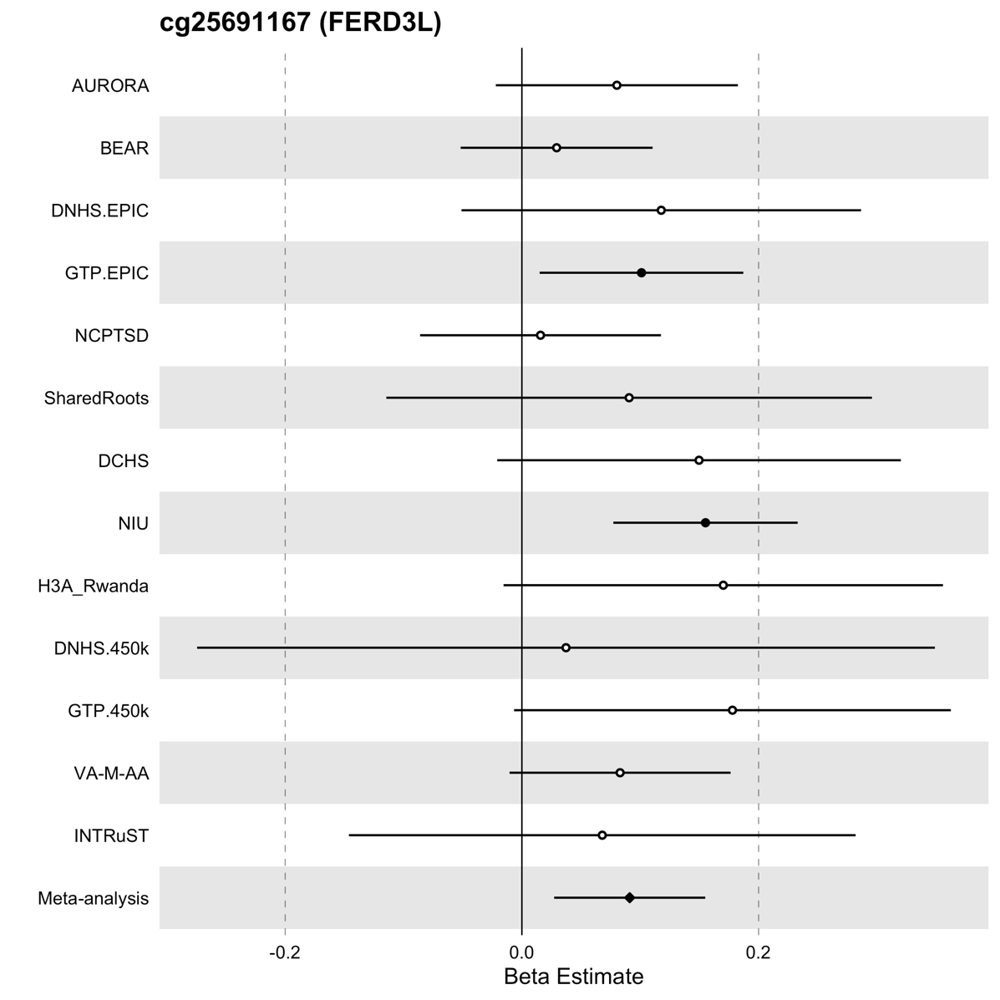 cg25691167 (FERD3L)
AURORA
BEAR
DNHS.EPIC
GTP.EPIC
NCPTSD
SharedRoots
DCHS
NIU
H3A_Rwanda
DNHS.450k
GTP.450k
VA-M-AA
INTRuST
Meta-analysis
-0.2 0.0 0.2
Beta Estimate